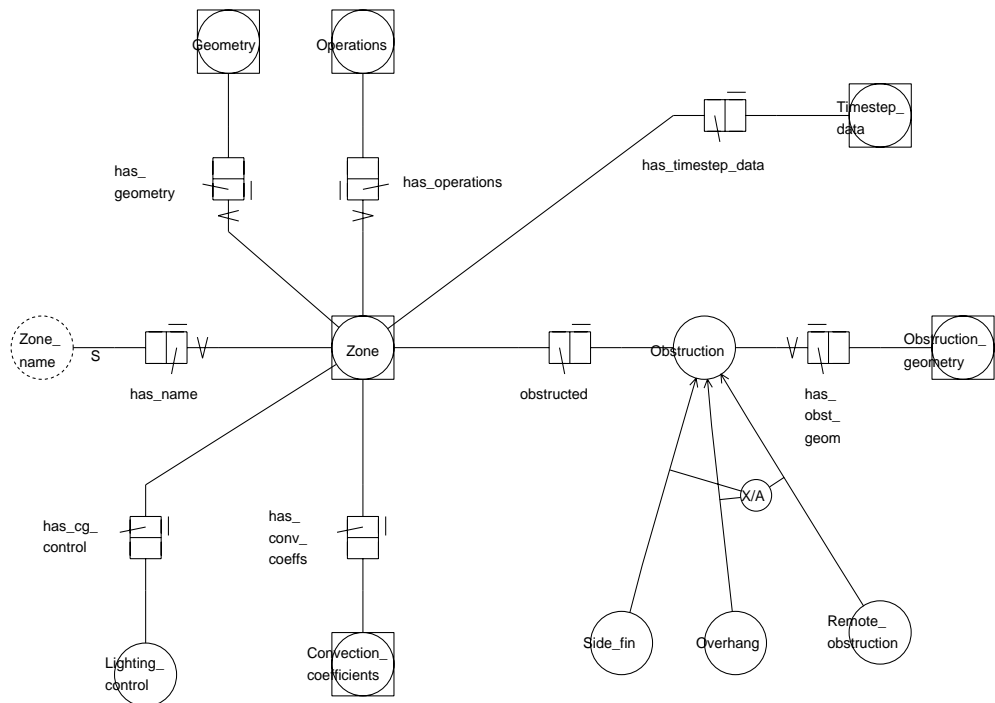 Geometry
Operations
Timestep_
data
has_timestep_data
has_
geometry
has_operations
Zone_
name
S
has_name
Zone
obstructed
Obstruction
has_
obst_
geom
Obstruction_
geometry
X/A
has_cg_
control
has_
conv_
coeffs
Lighting_
control
Convection_
coefficients
Side_fin
Overhang
Remote_
obstruction